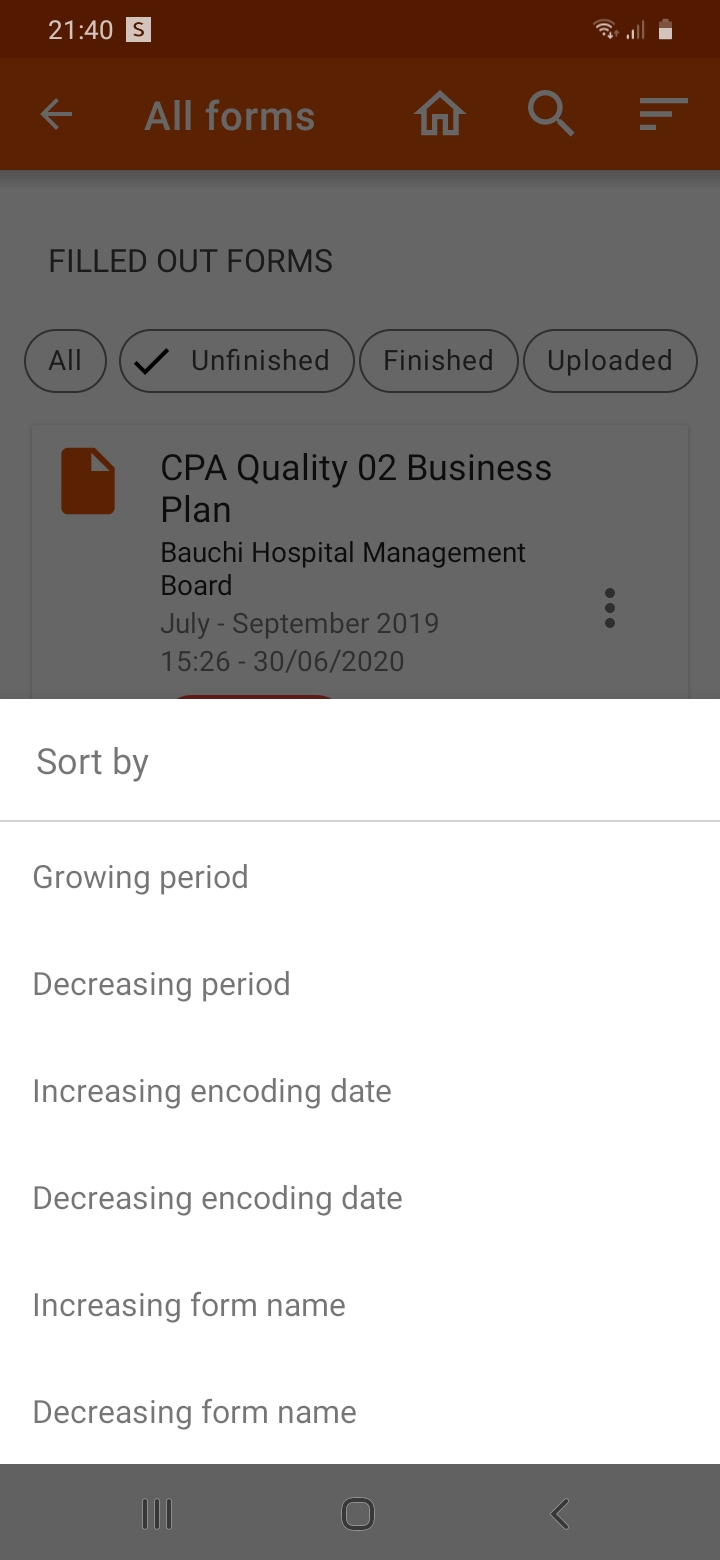 21:40 S
All forms
FILLED OUT FORMS
All Unfinished Finished Uploaded
CPA Quality 02 Business
Plan
Bauchi Hospital Management
Board
July - September 2019
15:26 - 30/06/2020
Sort by
Growing period
Decreasing period
Increasing encoding date
Decreasing encoding date
Increasing form name
Decreasing form name